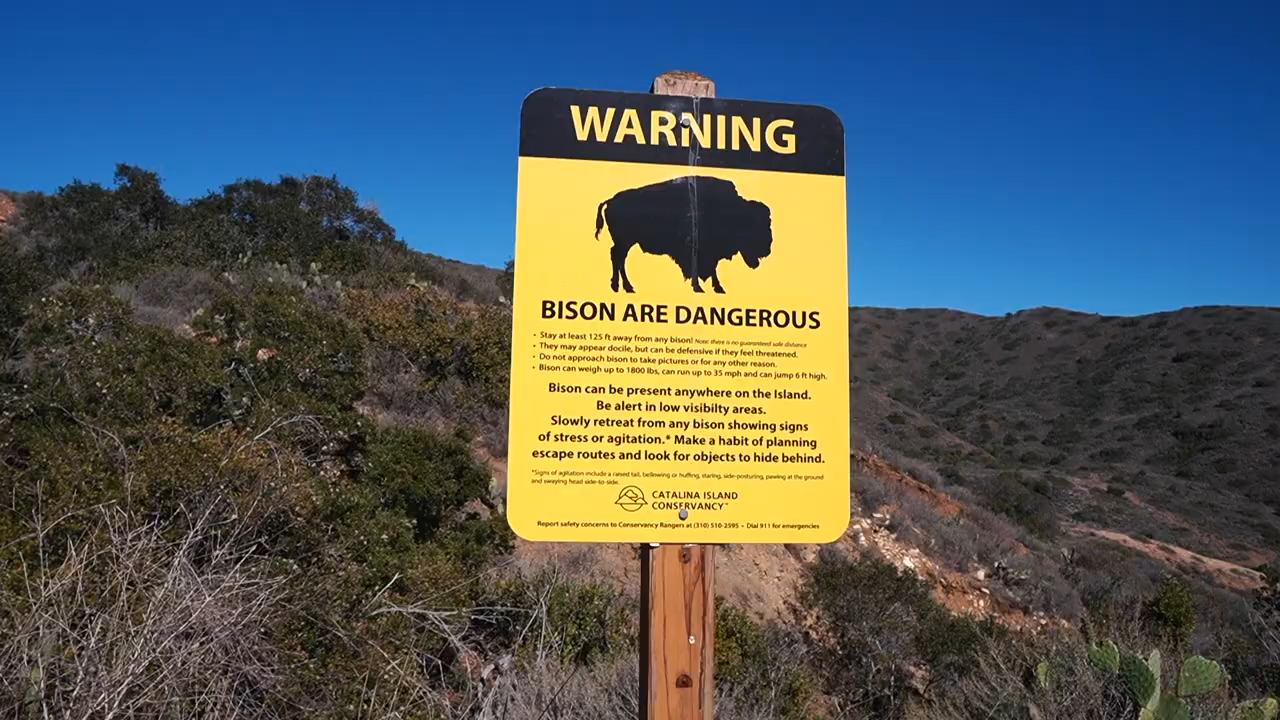 WARNING
BISON ARE DANGEROUS
• Stay at least 125 ft away from any bison! Note: there is no guaranteed safe distance
• They may appear docile, but can be defensive if they feel threatened.
• Do not approach bison to take pictures or for any other reason.
• Bison can weigh up to 1800 lbs, can run up to 35 mph and can jump 6 ft high.
Bison can be present anywhere on the Island.
Be alert in low visibilty areas.
Slowly retreat from any bison showing signs
of stress or agitation.* Make a habit of planning
escape routes and look for objects to hide behind.
*Signs of agitation include a raised tail, bellowing or huffing, staring, side-posturing, pawing at the ground
and swaying head side-to-side.
CATALINA ISLAND
CONSERVANCY™
Report safety concerns to Conservancy Rangers at (310) 510-2595 • Dial 911 for emergencies